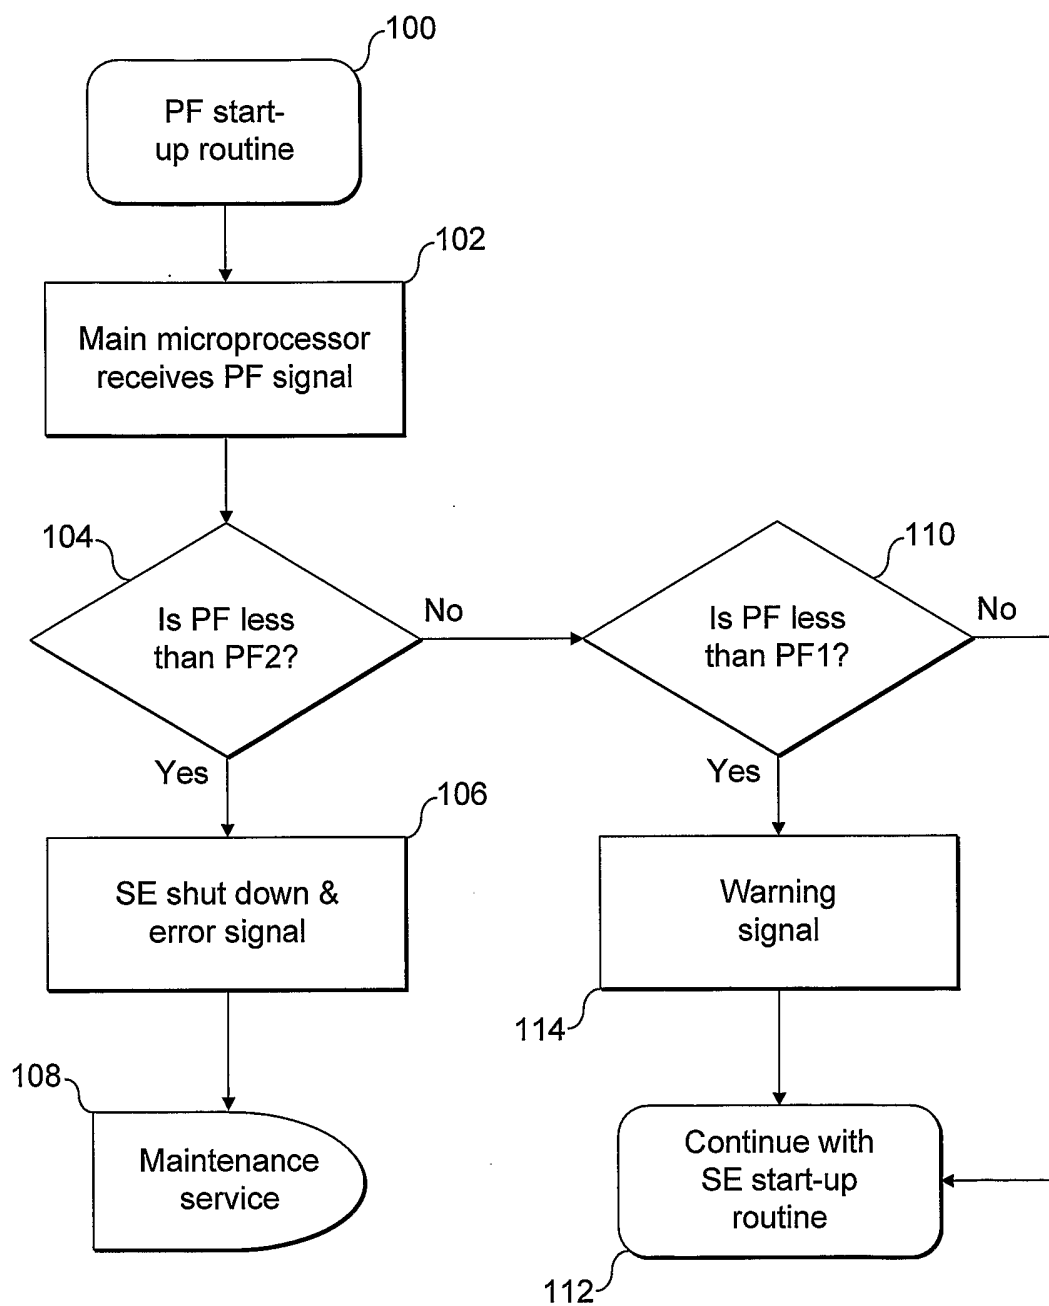 100
PF start-
up routine
102
Main microprocessor
receives PF signal
104
Is PF less
than PF2?
No
110
Is PF less
than PF1?
No
Yes
Yes
106
SE shut down &
error signal
Warning
signal
114
108
Maintenance
service
Continue with
SE start-up
routine
112